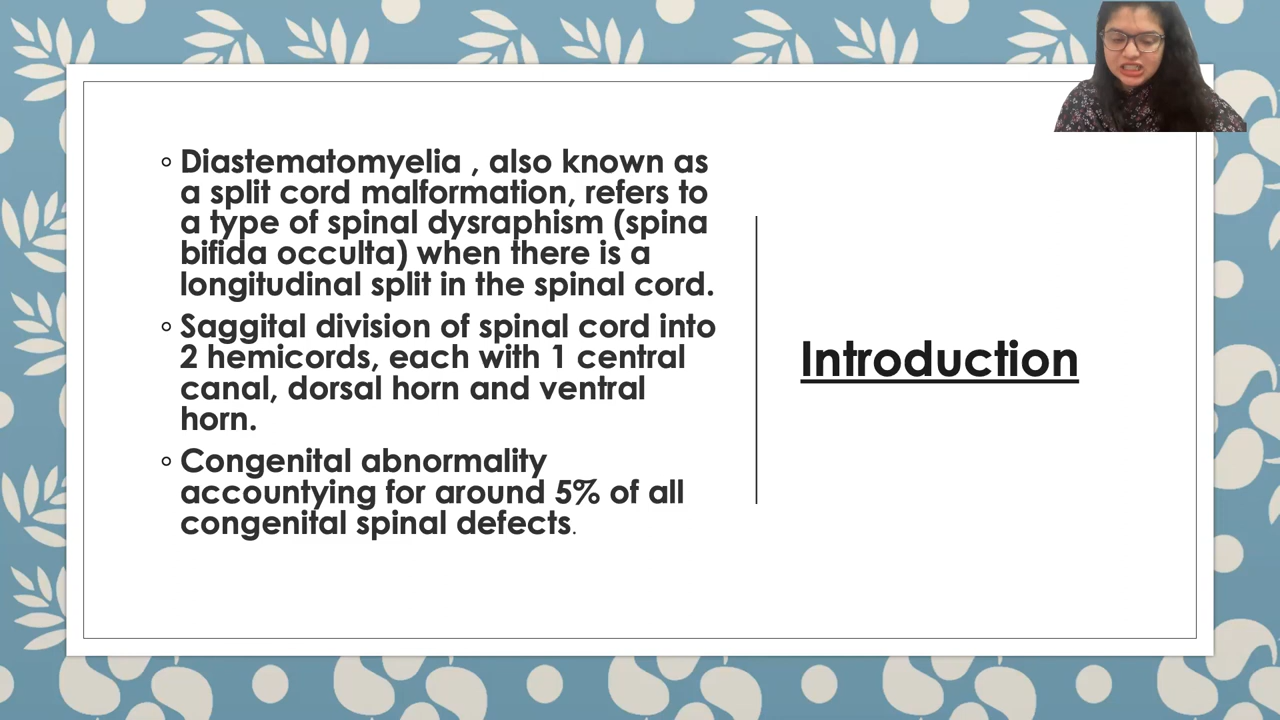 Diastematomyelia , also known as
a split cord malformation, refers to
a type of spinal dysraphism (spina
bifida occulta) when there is a
longitudinal split in the spinal cord.
Saggital division of spinal cord into
2 hemicords, each with 1 central
canal, dorsal horn and ventral
horn.
Congenital abnormality
accountying for around 5% of all
congenital spinal defects.
Introduction